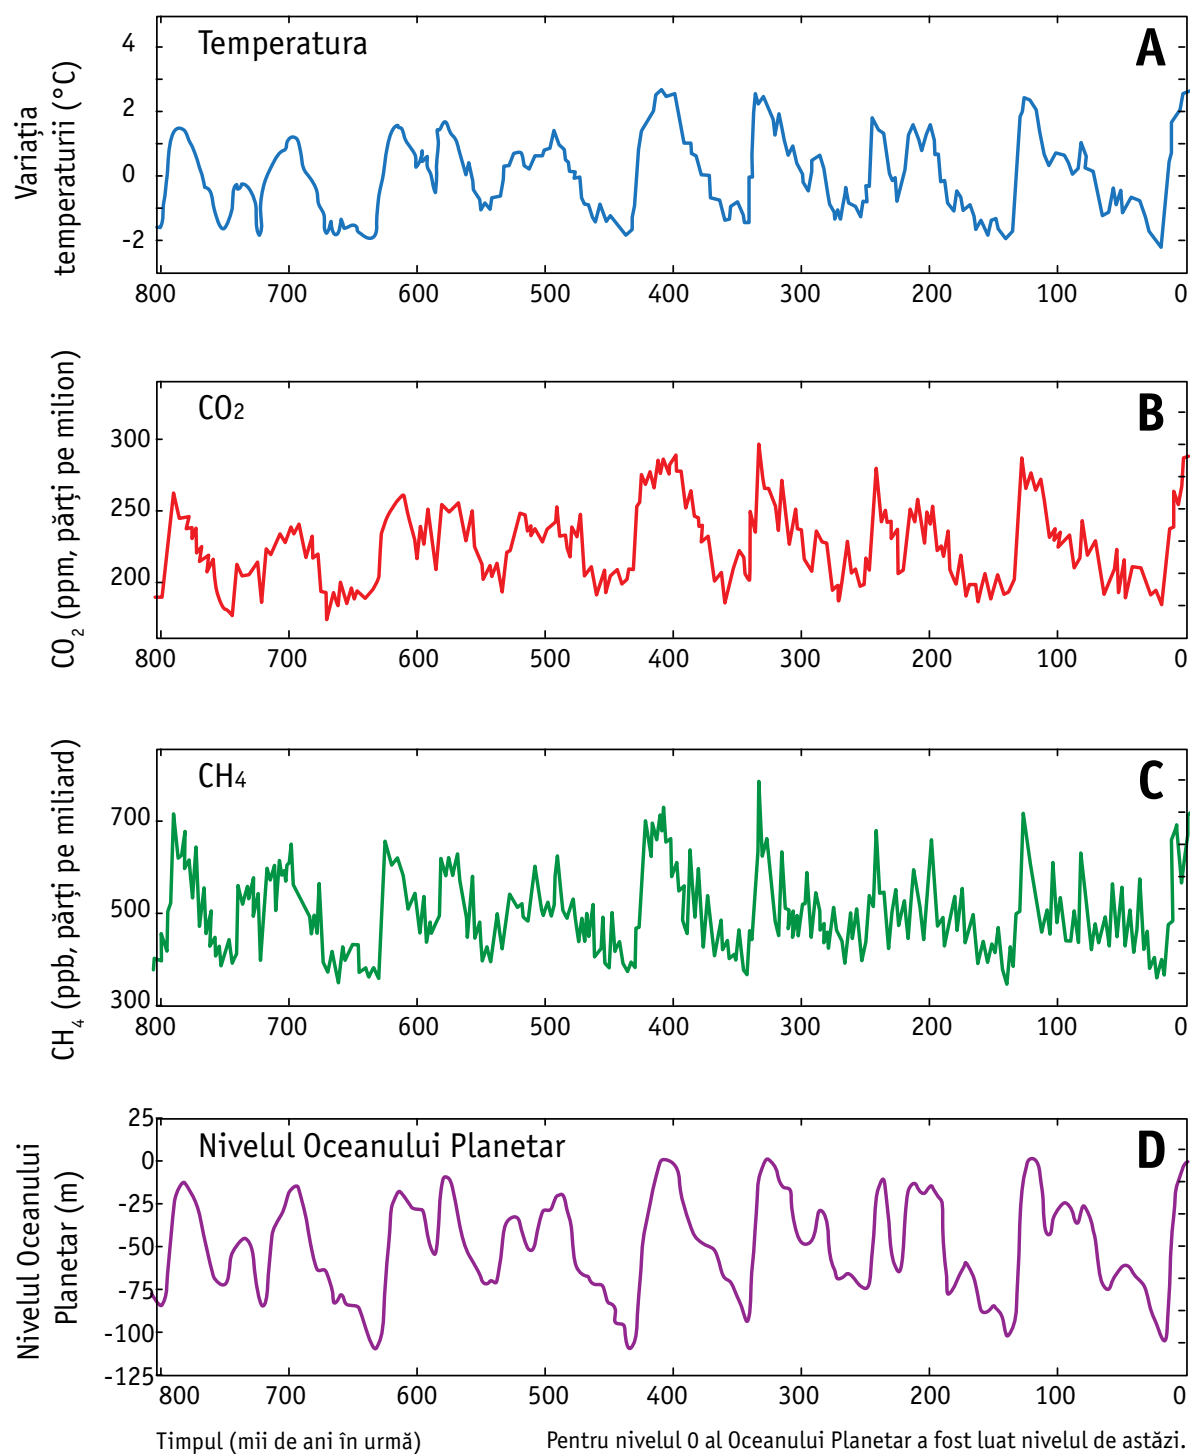 Temperatura
A
Variația
temperaturii (°C)
4
2
0
-2
800 700 600 500 400 300 200 100 0
CO2
B
CO2 (ppm, părți pe milion)
300
250
200
800 700 600 500 400 300 200 100 0
CH4
C
CH4 (ppb, părți pe miliard)
700
500
300
800 700 600 500 400 300 200 100 0
Nivelul Oceanului Planetar
D
Nivelul Oceanului
Planetar (m)
25
0
-25
-50
-75
-100
-125
800 700 600 500 400 300 200 100 0
Timpul (mii de ani în urmă) Pentru nivelul 0 al Oceanului Planetar a fost luat nivelul de astăzi.